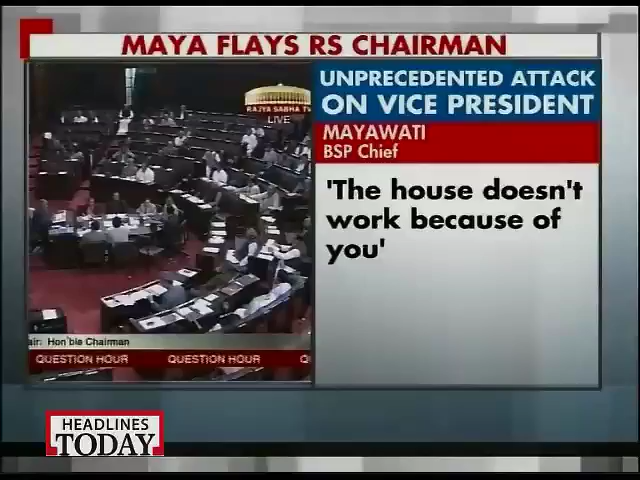 MAYA FLAYS RS CHAIRMAN
RAJYA SABHA TV
LIVE
UNPRECEDENTED ATTACK
ON VICE PRESIDENT
MAYAWATI
BSP Chief
'The house doesn't
work because of
you'
air: Hon'ble Chairman
QUESTION HOUR QUESTION HOUR Q
HEADLINES
TODAY